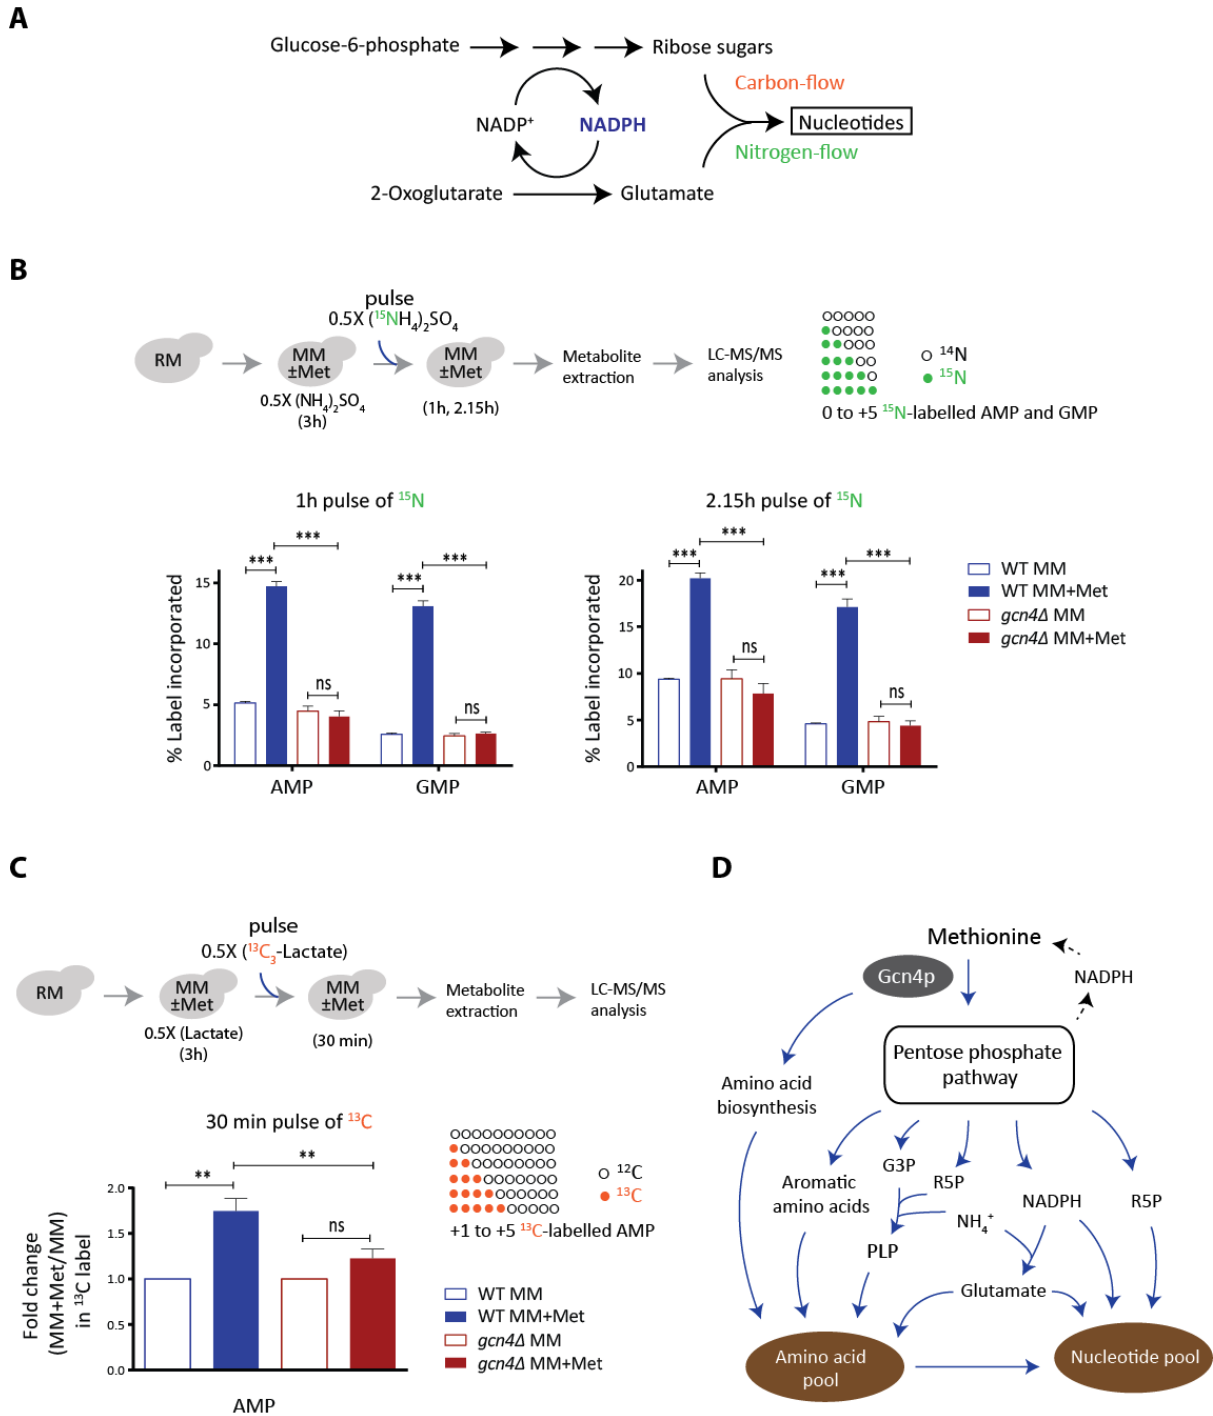 A
Glucose-6-phosphate
Ribose sugars
Carbon-flow
NADP⁺
NADPH
Nucleotides
Nitrogen-flow
2-Oxoglutarate
Glutamate
B
pulse
0.5X (¹⁵NH₄)₂SO₄
RM
MM
±Met
MM
±Met
Metabolite
extraction
LC-MS/MS
analysis
0.5X (NH₄)₂SO₄
(3h)
(1h, 2.15h)
¹⁴N
¹⁵N
0 to +5 ¹⁵N-labelled AMP and GMP
1h pulse of ¹⁵N
% Label incorporated
15
10
5
0
***
***
***
***
ns
ns
AMP
GMP
2.15h pulse of ¹⁵N
% Label incorporated
20
15
10
5
0
***
***
***
***
ns
ns
AMP
GMP
WT MM
WT MM+Met
gcn4Δ MM
gcn4Δ MM+Met
C
pulse
0.5X (¹³C₃-Lactate)
RM
MM
±Met
MM
±Met
Metabolite
extraction
LC-MS/MS
analysis
0.5X (Lactate)
(3h)
(30 min)
30 min pulse of ¹³C
Fold change
(MM+Met/MM)
in ¹³C label
2.0
1.5
1.0
0.5
0.0
**
**
ns
AMP
¹²C
¹³C
+1 to +5 ¹³C-labelled AMP
WT MM
WT MM+Met
gcn4Δ MM
gcn4Δ MM+Met
D
Methionine
Gcn4p
NADPH
Pentose phosphate
pathway
Amino acid
biosynthesis
G3P
Aromatic
amino acids
R5P
NADPH
R5P
NH₄⁺
PLP
Glutamate
Amino acid
pool
Nucleotide pool